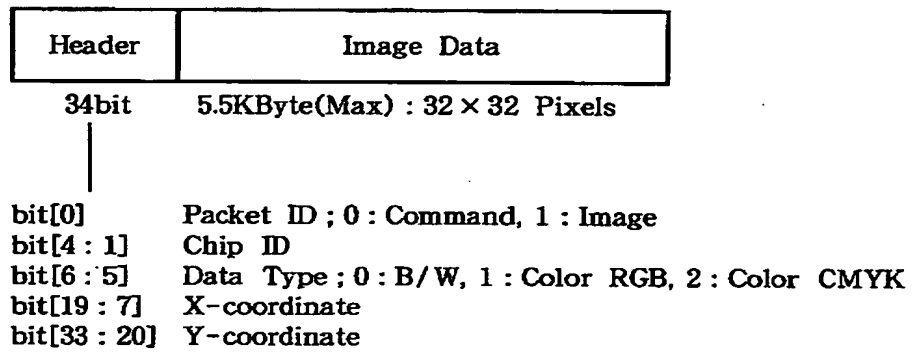 Header Image Data
34bit 5.5KByte(Max) : 32 × 32 Pixels
bit[0] Packet ID ; 0 : Command, 1 : Image
bit[4 : 1] Chip ID
bit[6 : 5] Data Type ; 0 : B/W, 1 : Color RGB, 2 : Color CMYK
bit[19 : 7] X-coordinate
bit[33 : 20] Y-coordinate